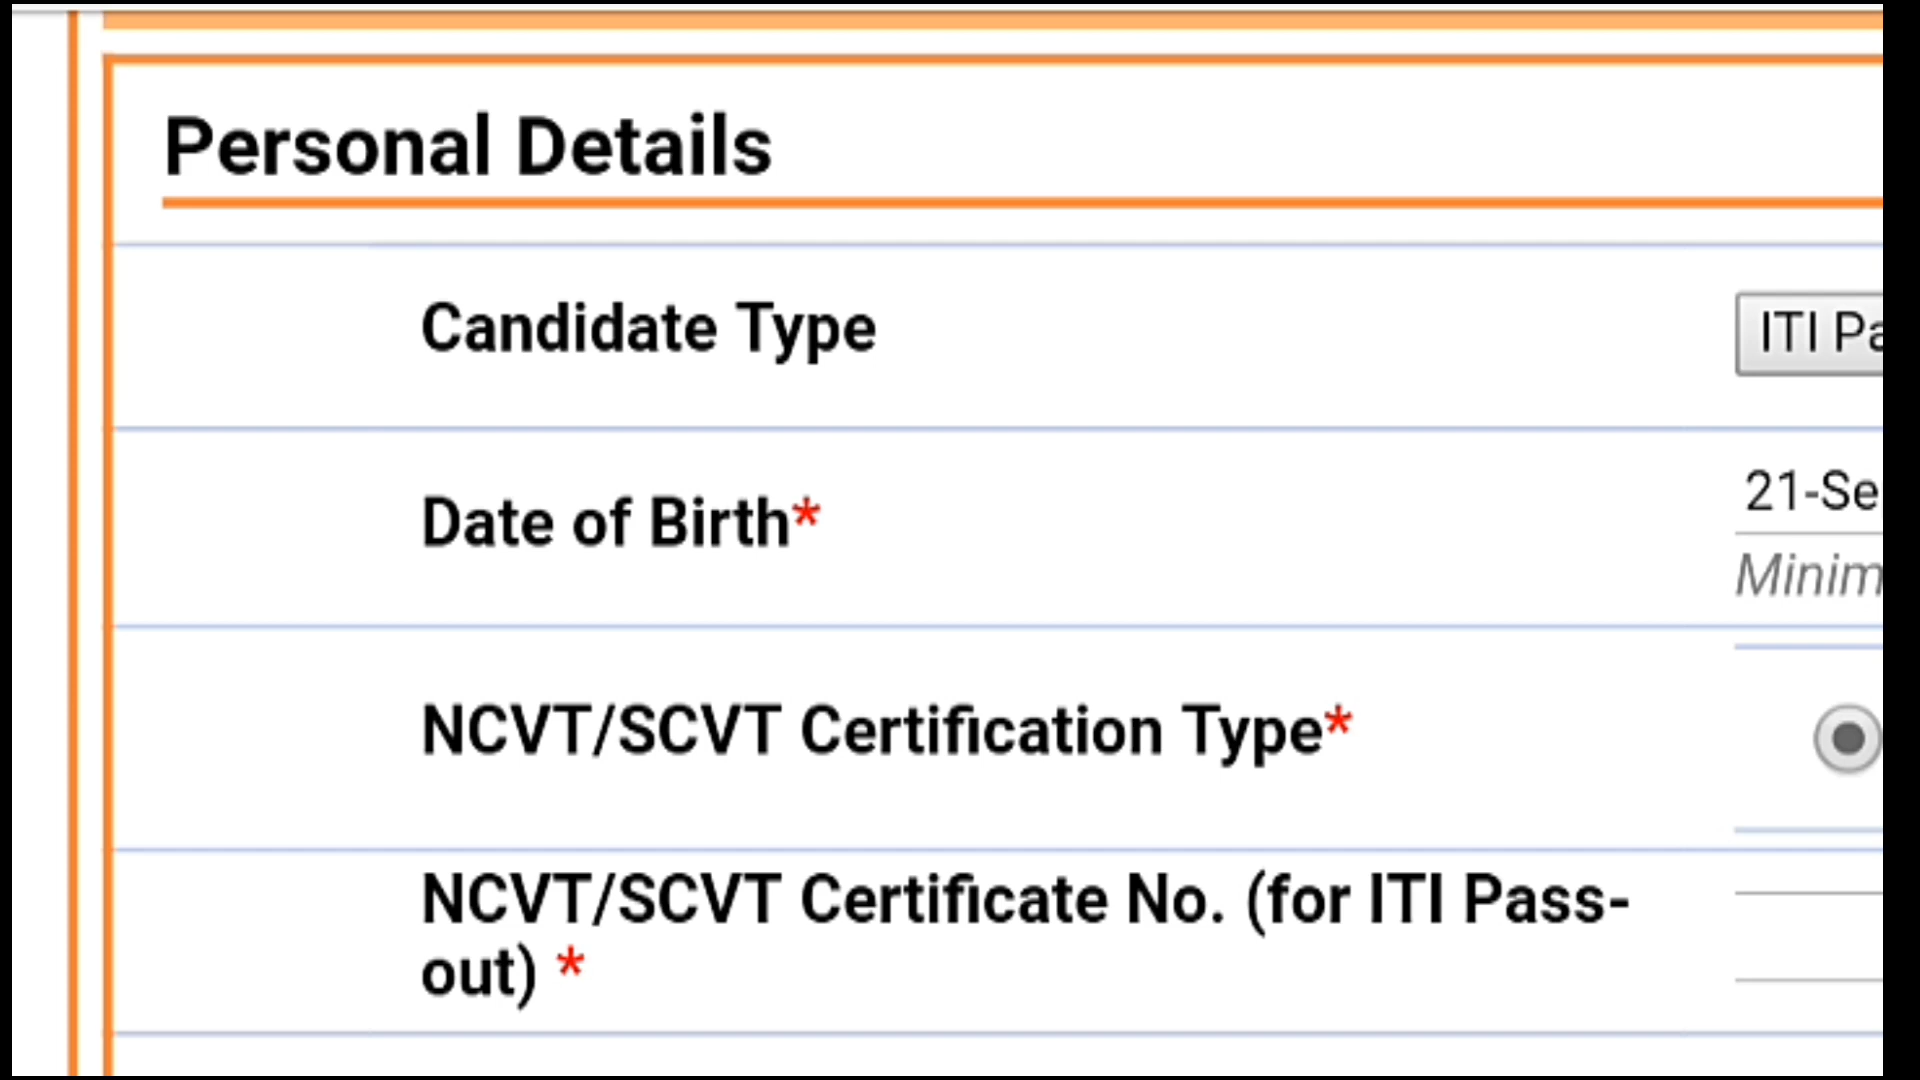 Personal Details
Candidate Type
ITI Pa
Date of Birth*
21-Se
Minim
NCVT/SCVT Certification Type*
NCVT/SCVT Certificate No. (for ITI Pass-
out) *